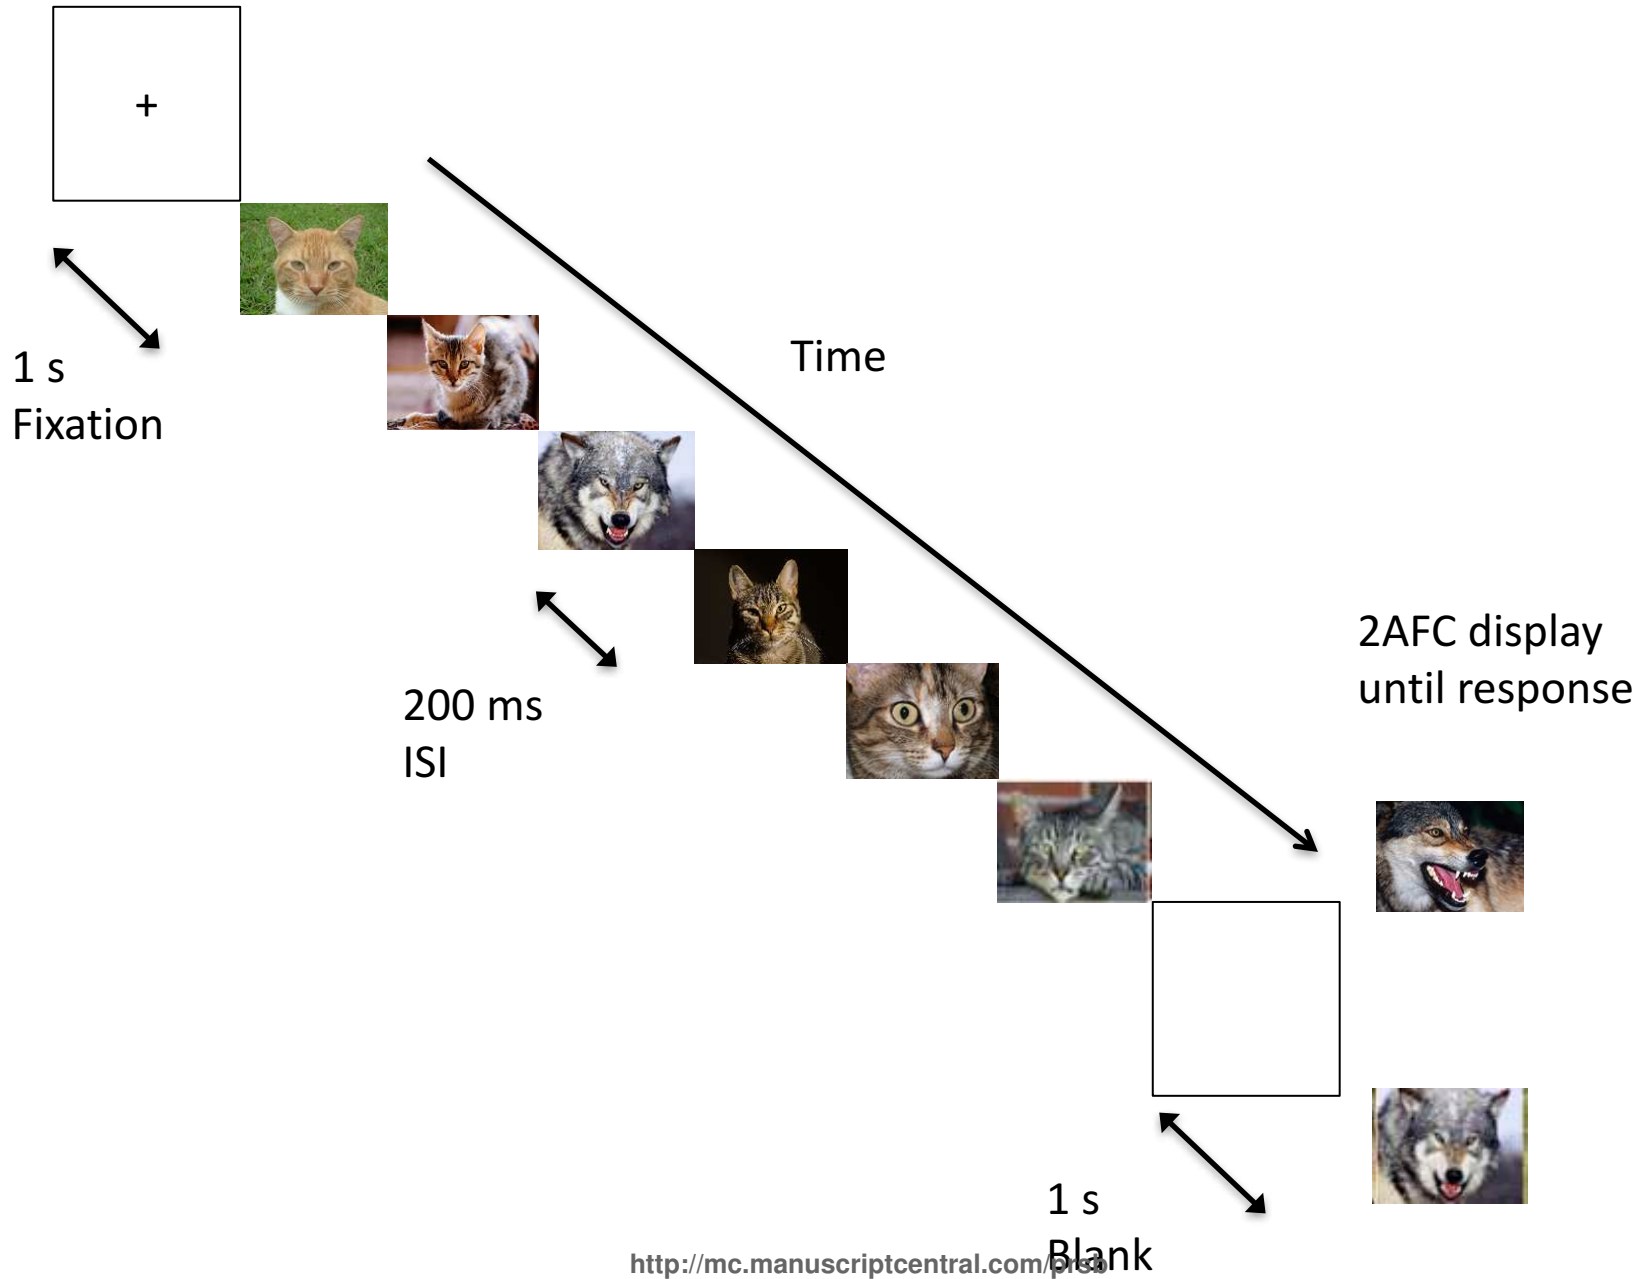 +
1 s
Fixation
Time
200 ms
ISI
2AFC display
until response
1 s
Blank
http://mc.manuscriptcentral.com/prsb